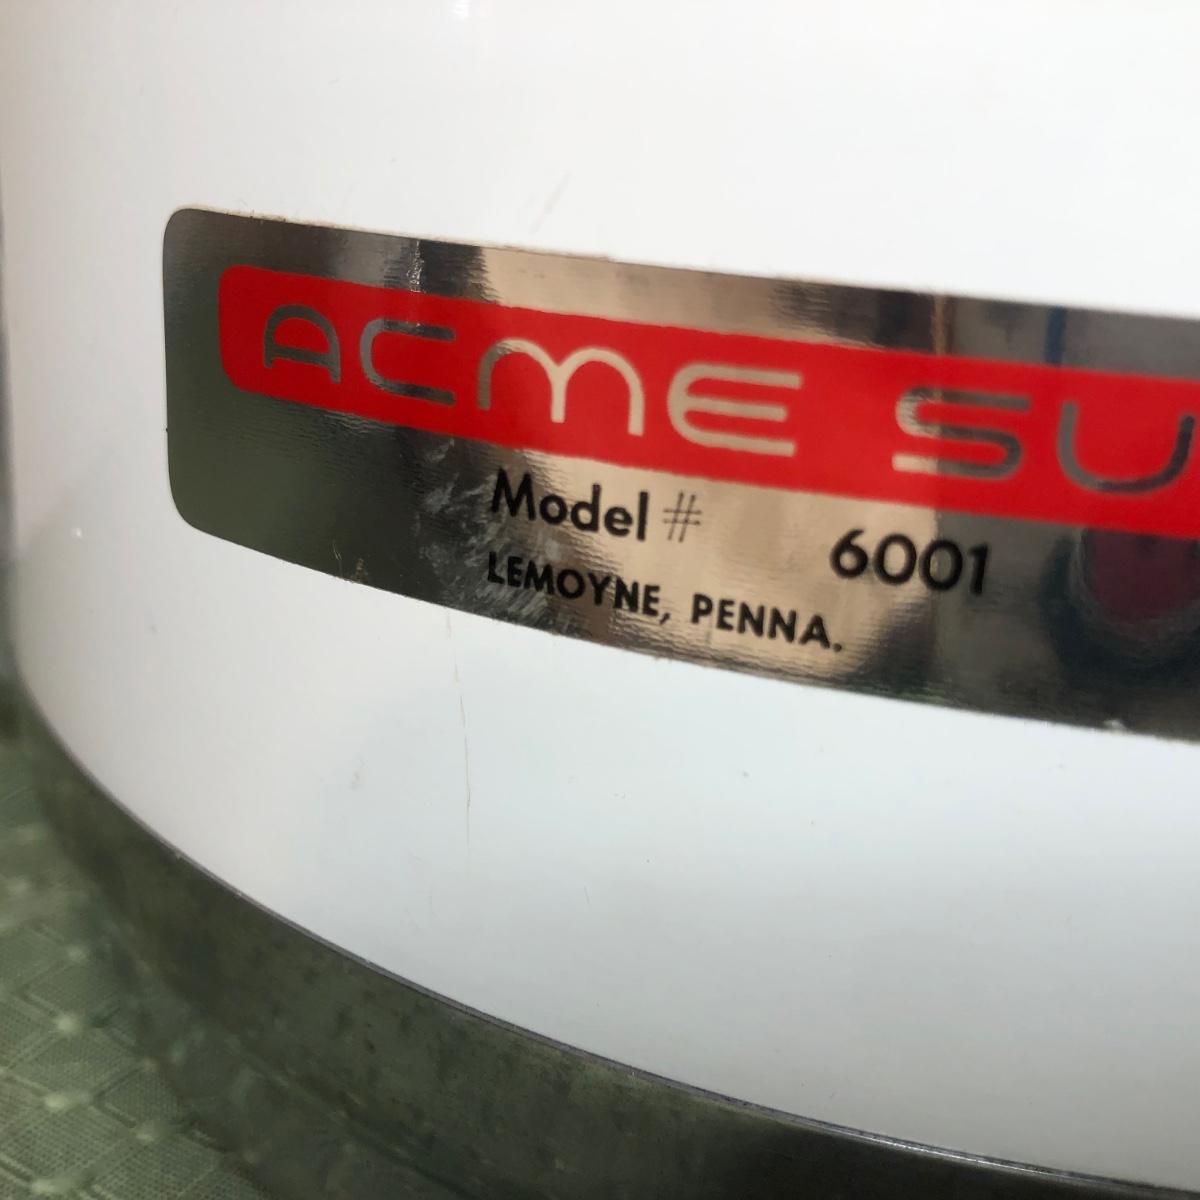 ACME SU
Model # 6001
LEMOYNE, PENNA.